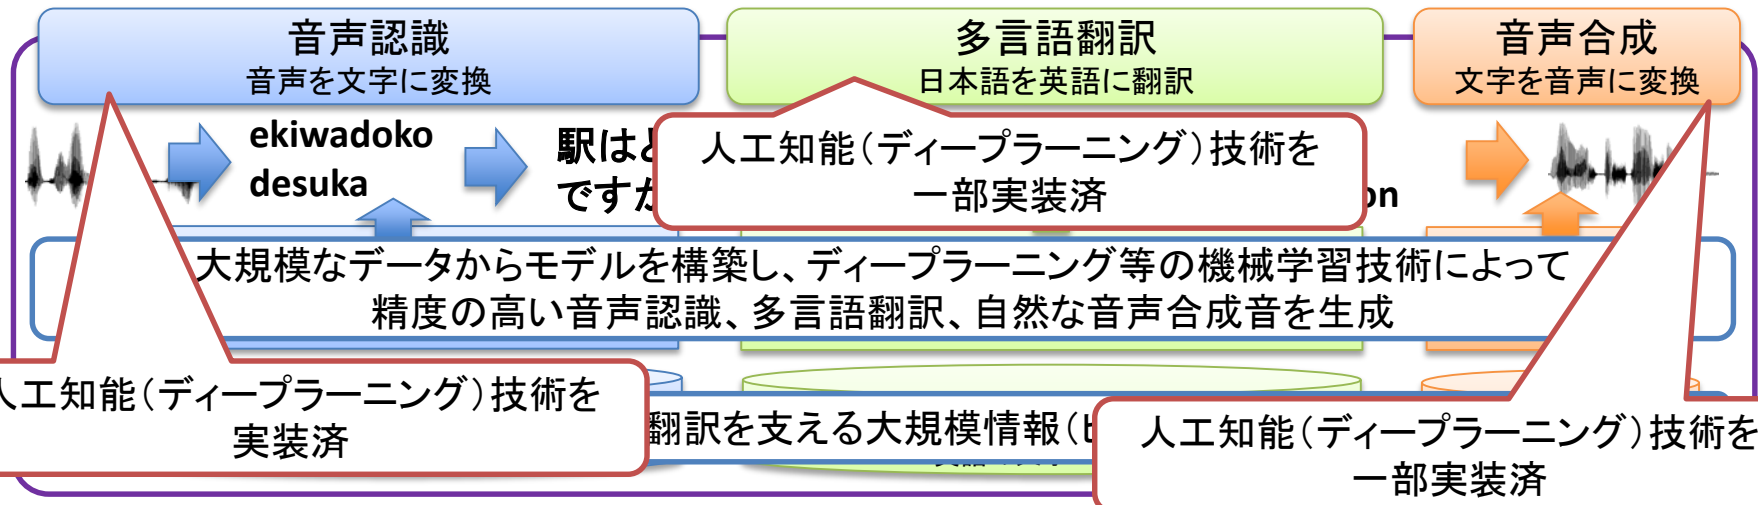 音声認識
音声を文字に変換
多言語翻訳
日本語を英語に翻訳
音声合成
文字を音声に変換
ekiwadoko
desuka
駅は
です
on
人工知能（ディープラーニング）技術を
一部実装済
大規模なデータからモデルを構築し、ディープラーニング等の機械学習技術によって
精度の高い音声認識、多言語翻訳、自然な音声合成音を生成
人工知能（ディープラーニング）技術を
実装済
翻訳を支える大規模情報（
人工知能（ディープラーニング）技術を
一部実装済